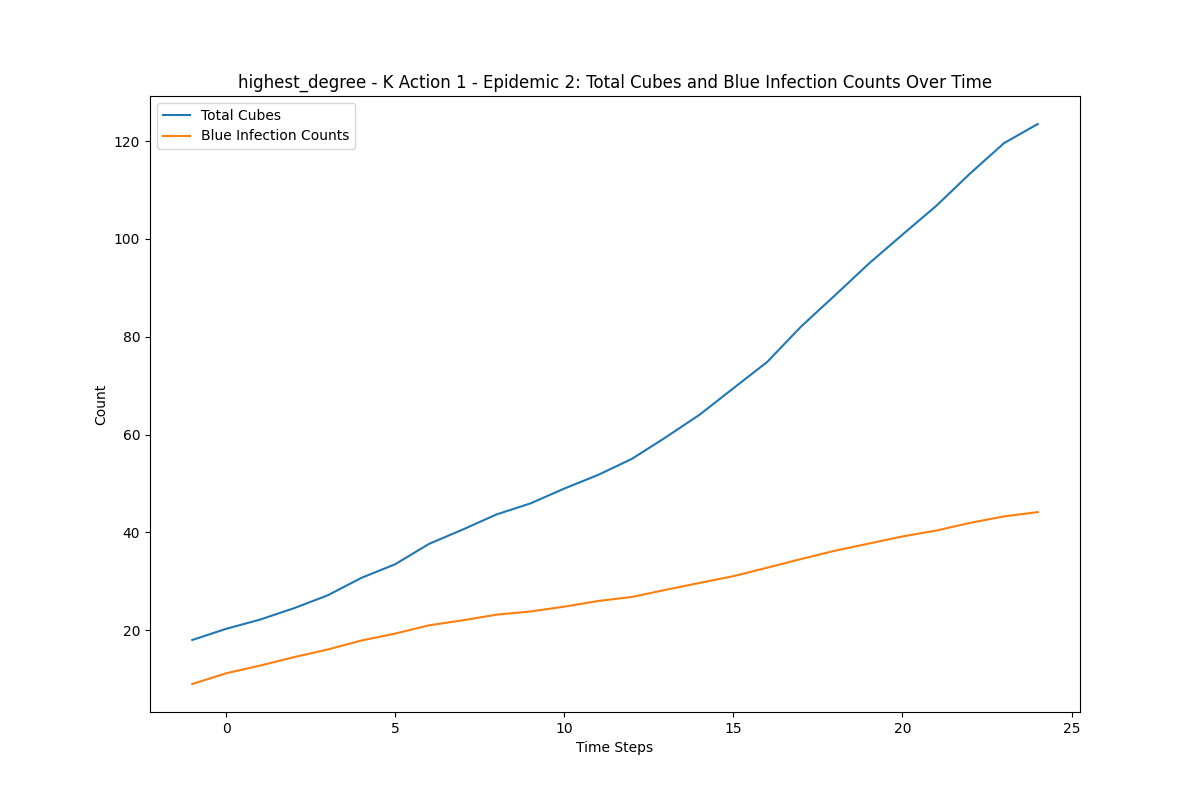 highest_degree - K Action 1 - Epidemic 2: Total Cubes and Blue Infection Counts Over Time
Total Cubes
Blue Infection Counts
120
100
80
60
40
20
Count
0 5 10 15 20 25
Time Steps